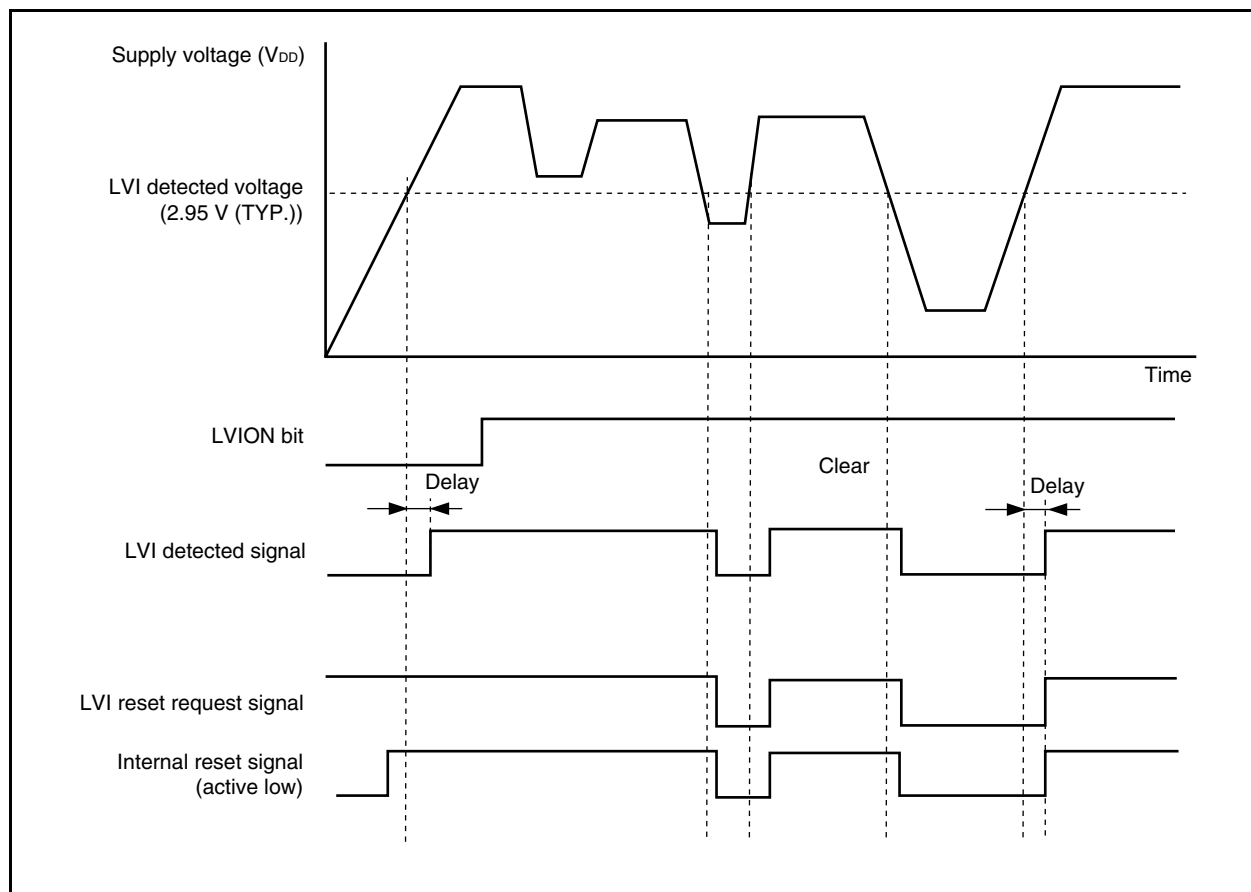 Supply voltage (VDD)
LVI detected voltage
(2.95 V (TYP.))
Time
LVION bit
Clear
Delay
Delay
LVI detected signal
LVI reset request signal
Internal reset signal
(active low)